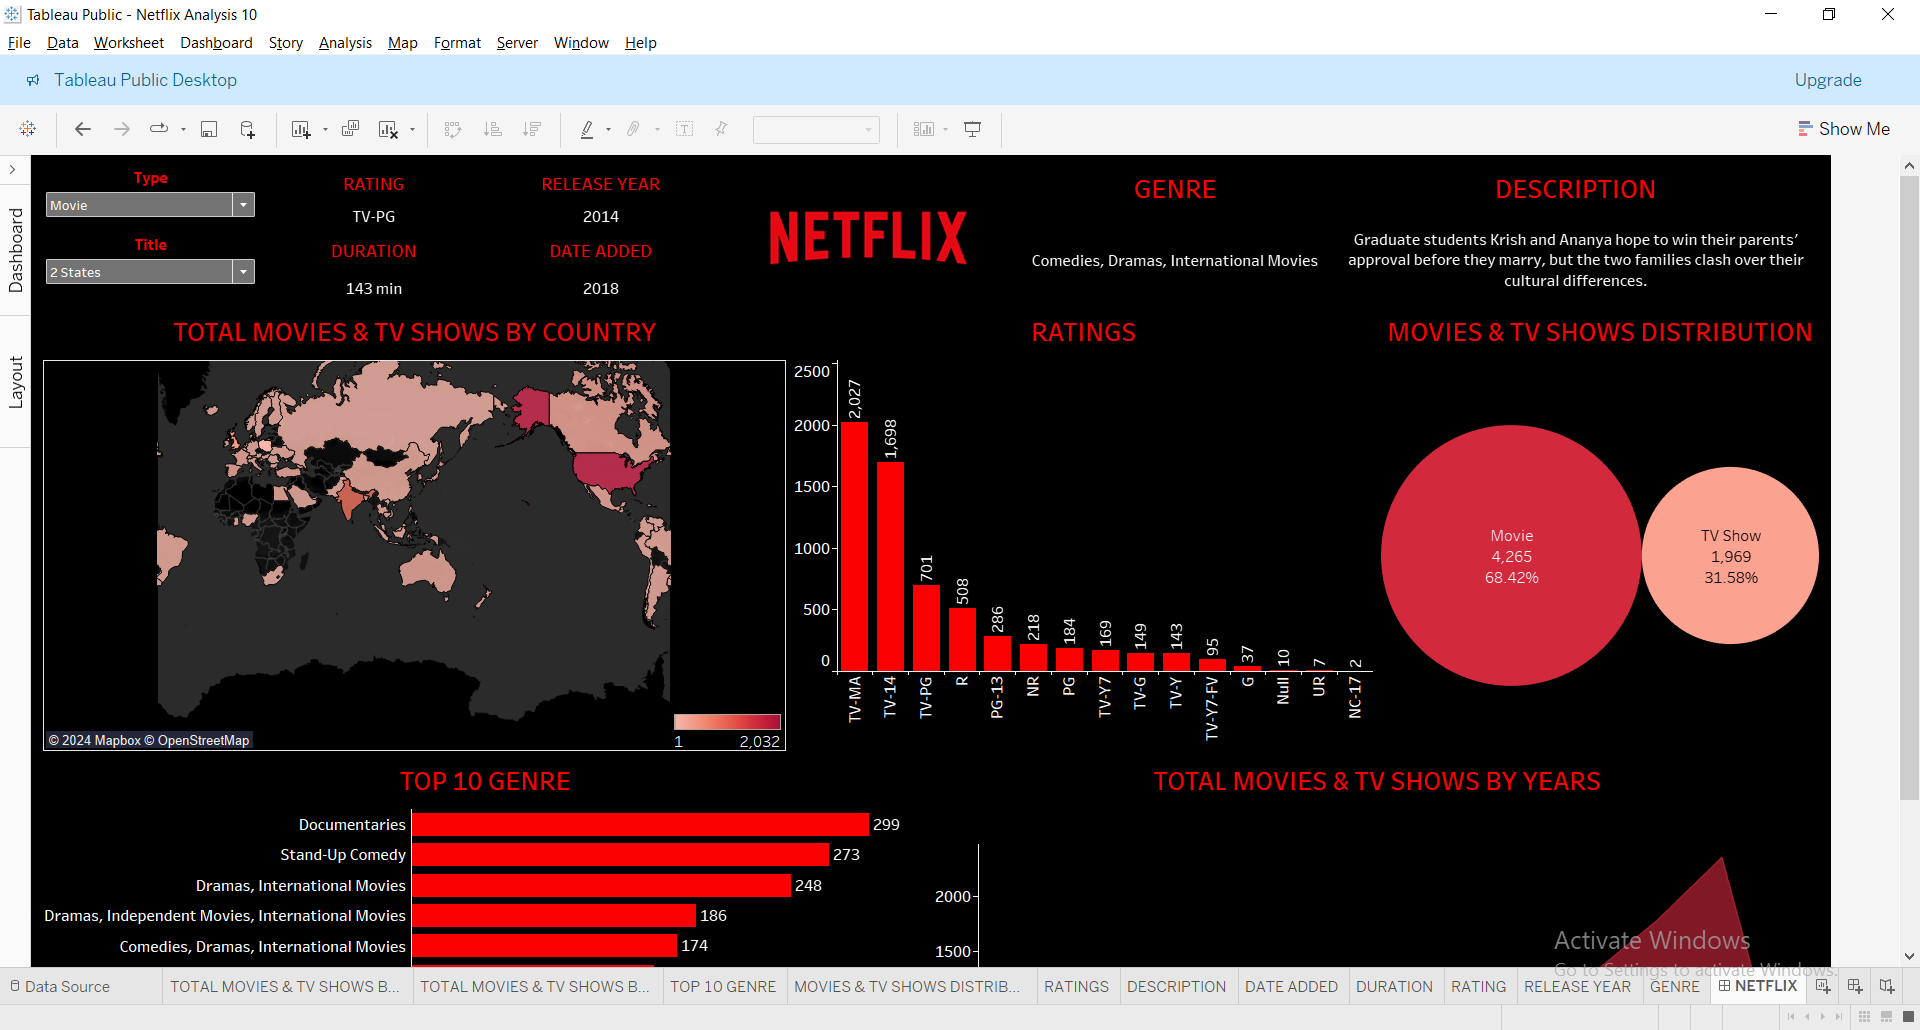 Tableau Public - Netflix Analysis 10
File Data Worksheet Dashboard Story Analysis Map Format Server Window Help
Tableau Public Desktop
Upgrade
Show Me
Dashboard
Layout
Type
Movie
Title
2 States
RATING
TV-PG
DURATION
143 min
RELEASE YEAR
2014
DATE ADDED
2018
NETFLIX
GENRE
Comedies, Dramas, International Movies
DESCRIPTION
Graduate students Krish and Ananya hope to win their parents’
approval before they marry, but the two families clash over their
cultural differences.
TOTAL MOVIES & TV SHOWS BY COUNTRY
© 2024 Mapbox © OpenStreetMap
1 2,032
RATINGS
2500
2000
1500
1000
500
0
2,027
1,698
701
508
286
218
184
169
149
143
95
37
10
7
2
TV-MA
TV-14
TV-PG
R
PG-13
NR
PG
TV-Y7
TV-G
TV-Y
TV-Y7-FV
G
Null
UR
NC-17
MOVIES & TV SHOWS DISTRIBUTION
Movie
4,265
68.42%
TV Show
1,969
31.58%
TOP 10 GENRE
Documentaries 299
Stand-Up Comedy 273
Dramas, International Movies 248
Dramas, Independent Movies, International Movies 186
Comedies, Dramas, International Movies 174
TOTAL MOVIES & TV SHOWS BY YEARS
2000
1500
Activate Windows
Go to Settings to activate Windows.
Data Source TOTAL MOVIES & TV SHOWS B... TOTAL MOVIES & TV SHOWS B... TOP 10 GENRE MOVIES & TV SHOWS DISTRIB... RATINGS DESCRIPTION DATE ADDED DURATION RATING RELEASE YEAR GENRE NETFLIX